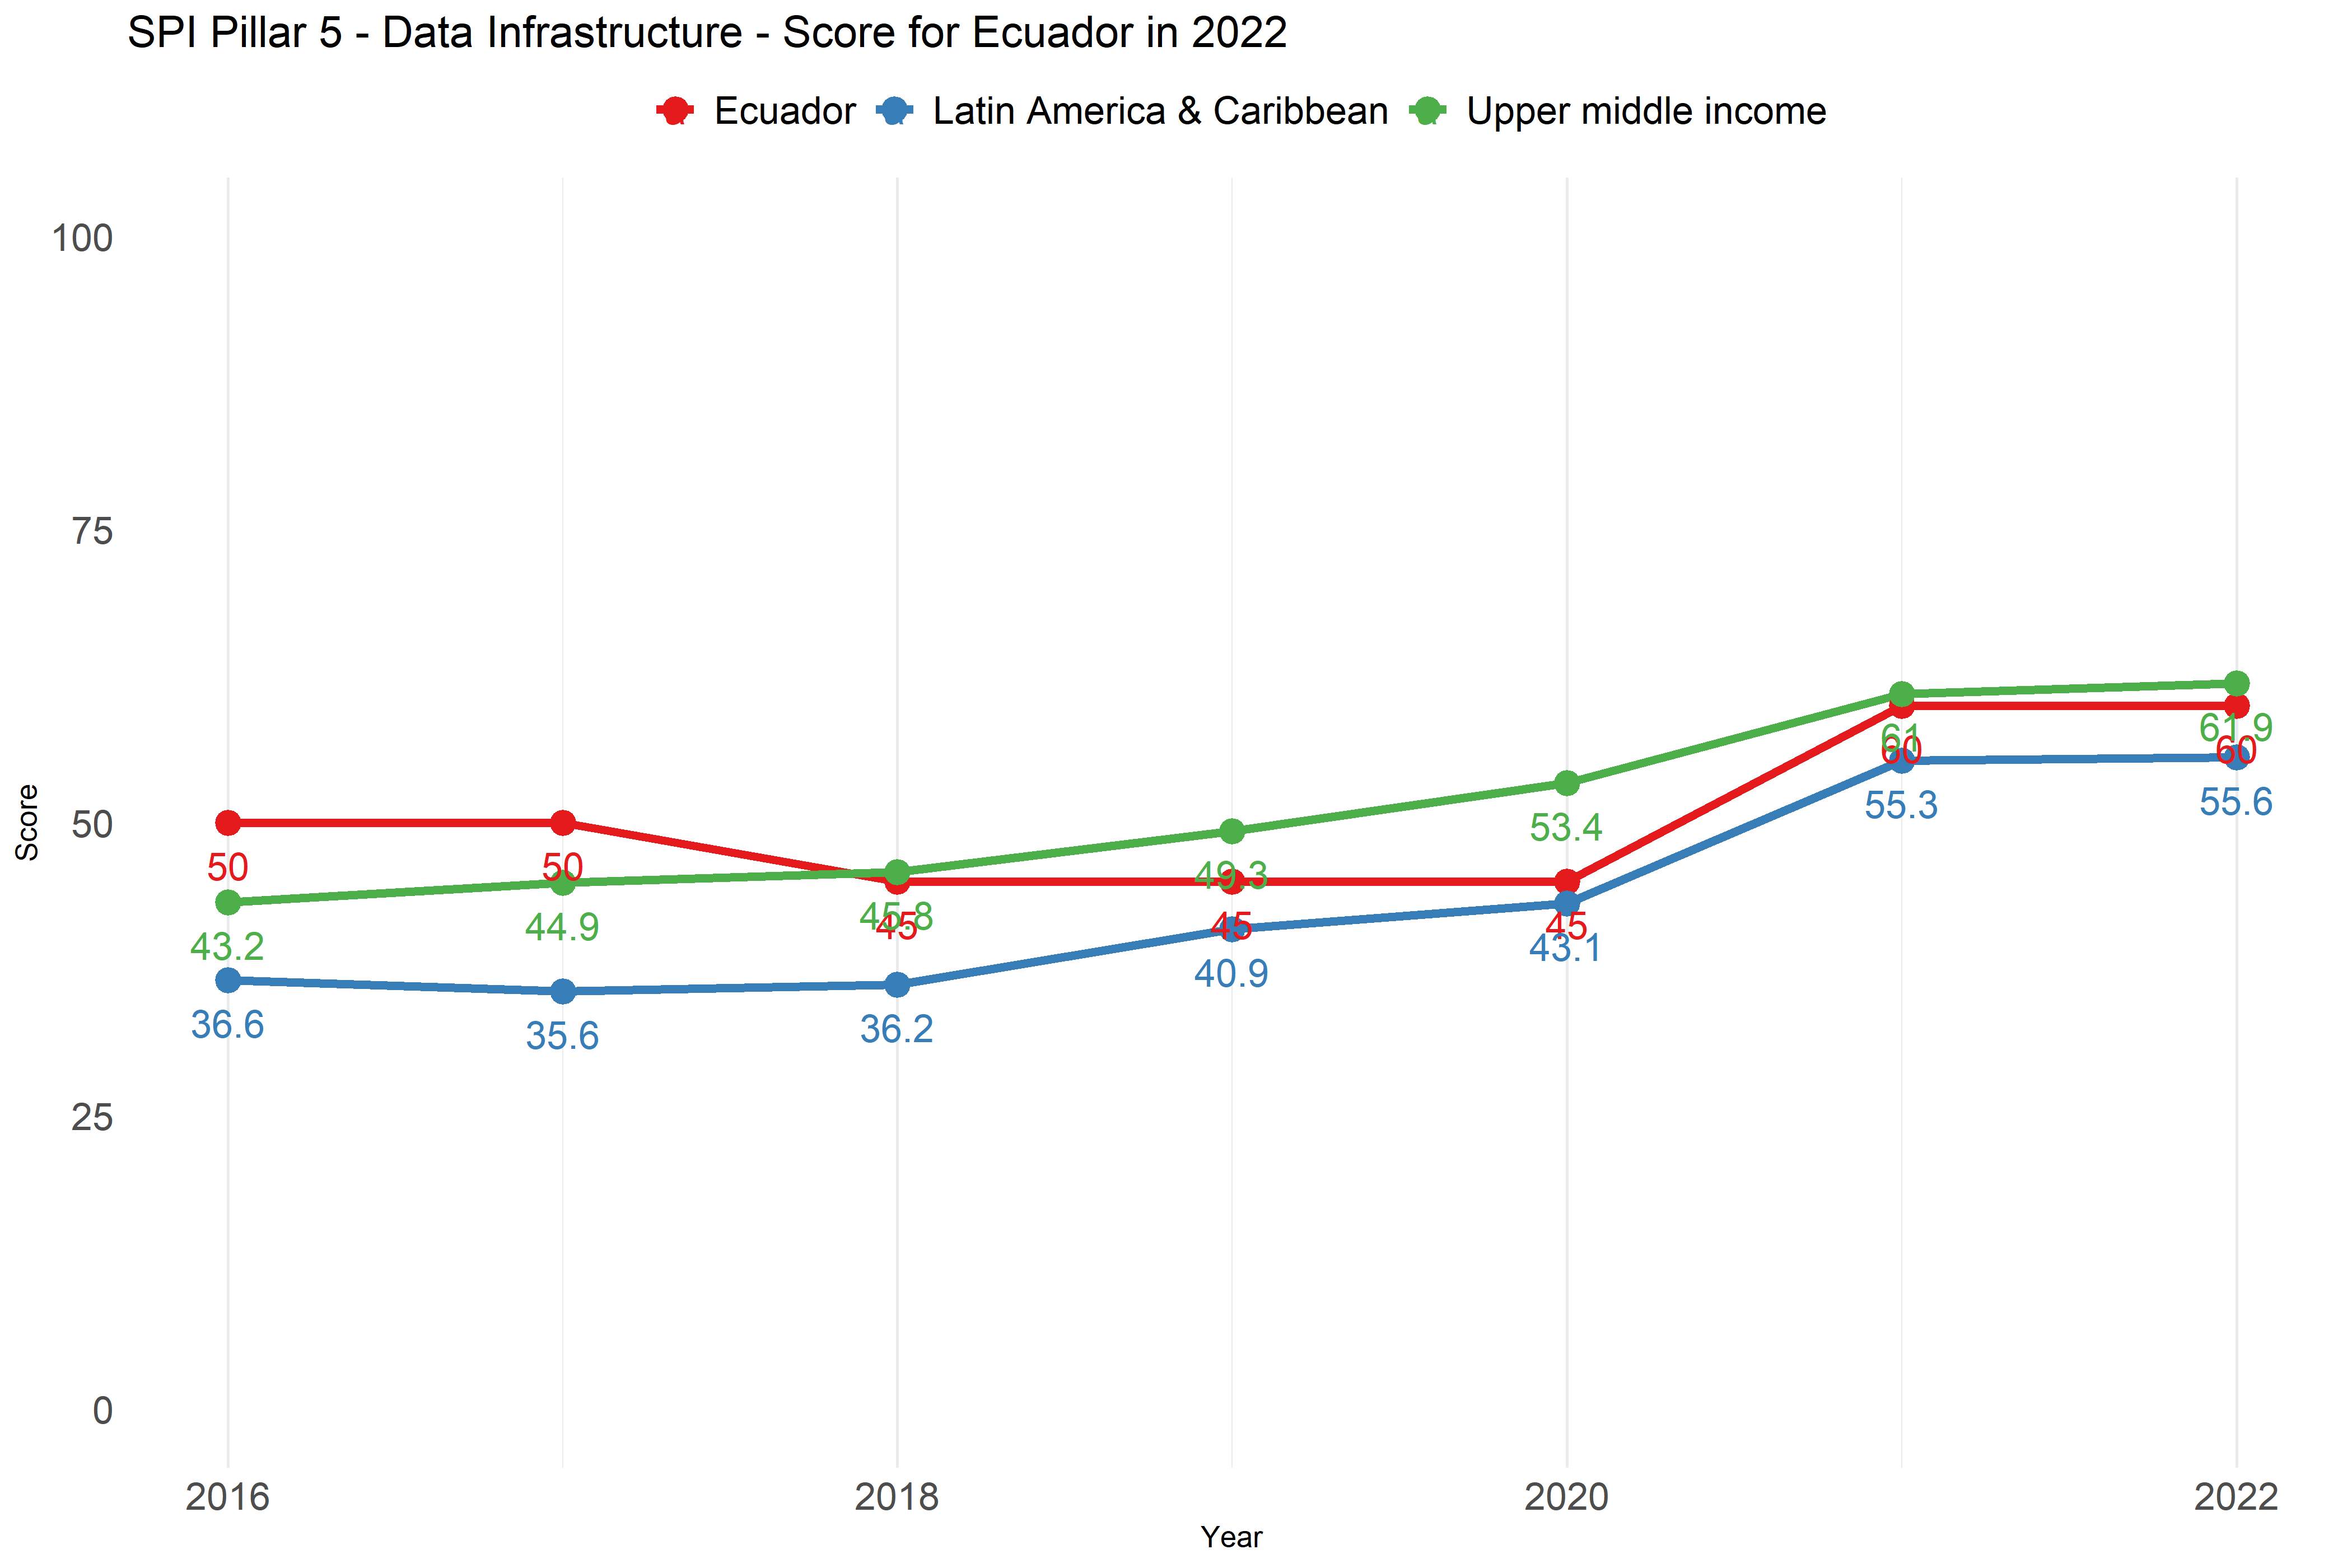 SPI Pillar 5 - Data Infrastructure - Score for Ecuador in 2022
Ecuador Latin America & Caribbean Upper middle income
100
75
50
25
0
Score
50 50 45 45 45 60 60
43.2 44.9 45.8 49.3 53.4 61 61.9
36.6 35.6 36.2 40.9 43.1 55.3 55.6
2016 2018 2020 2022
Year